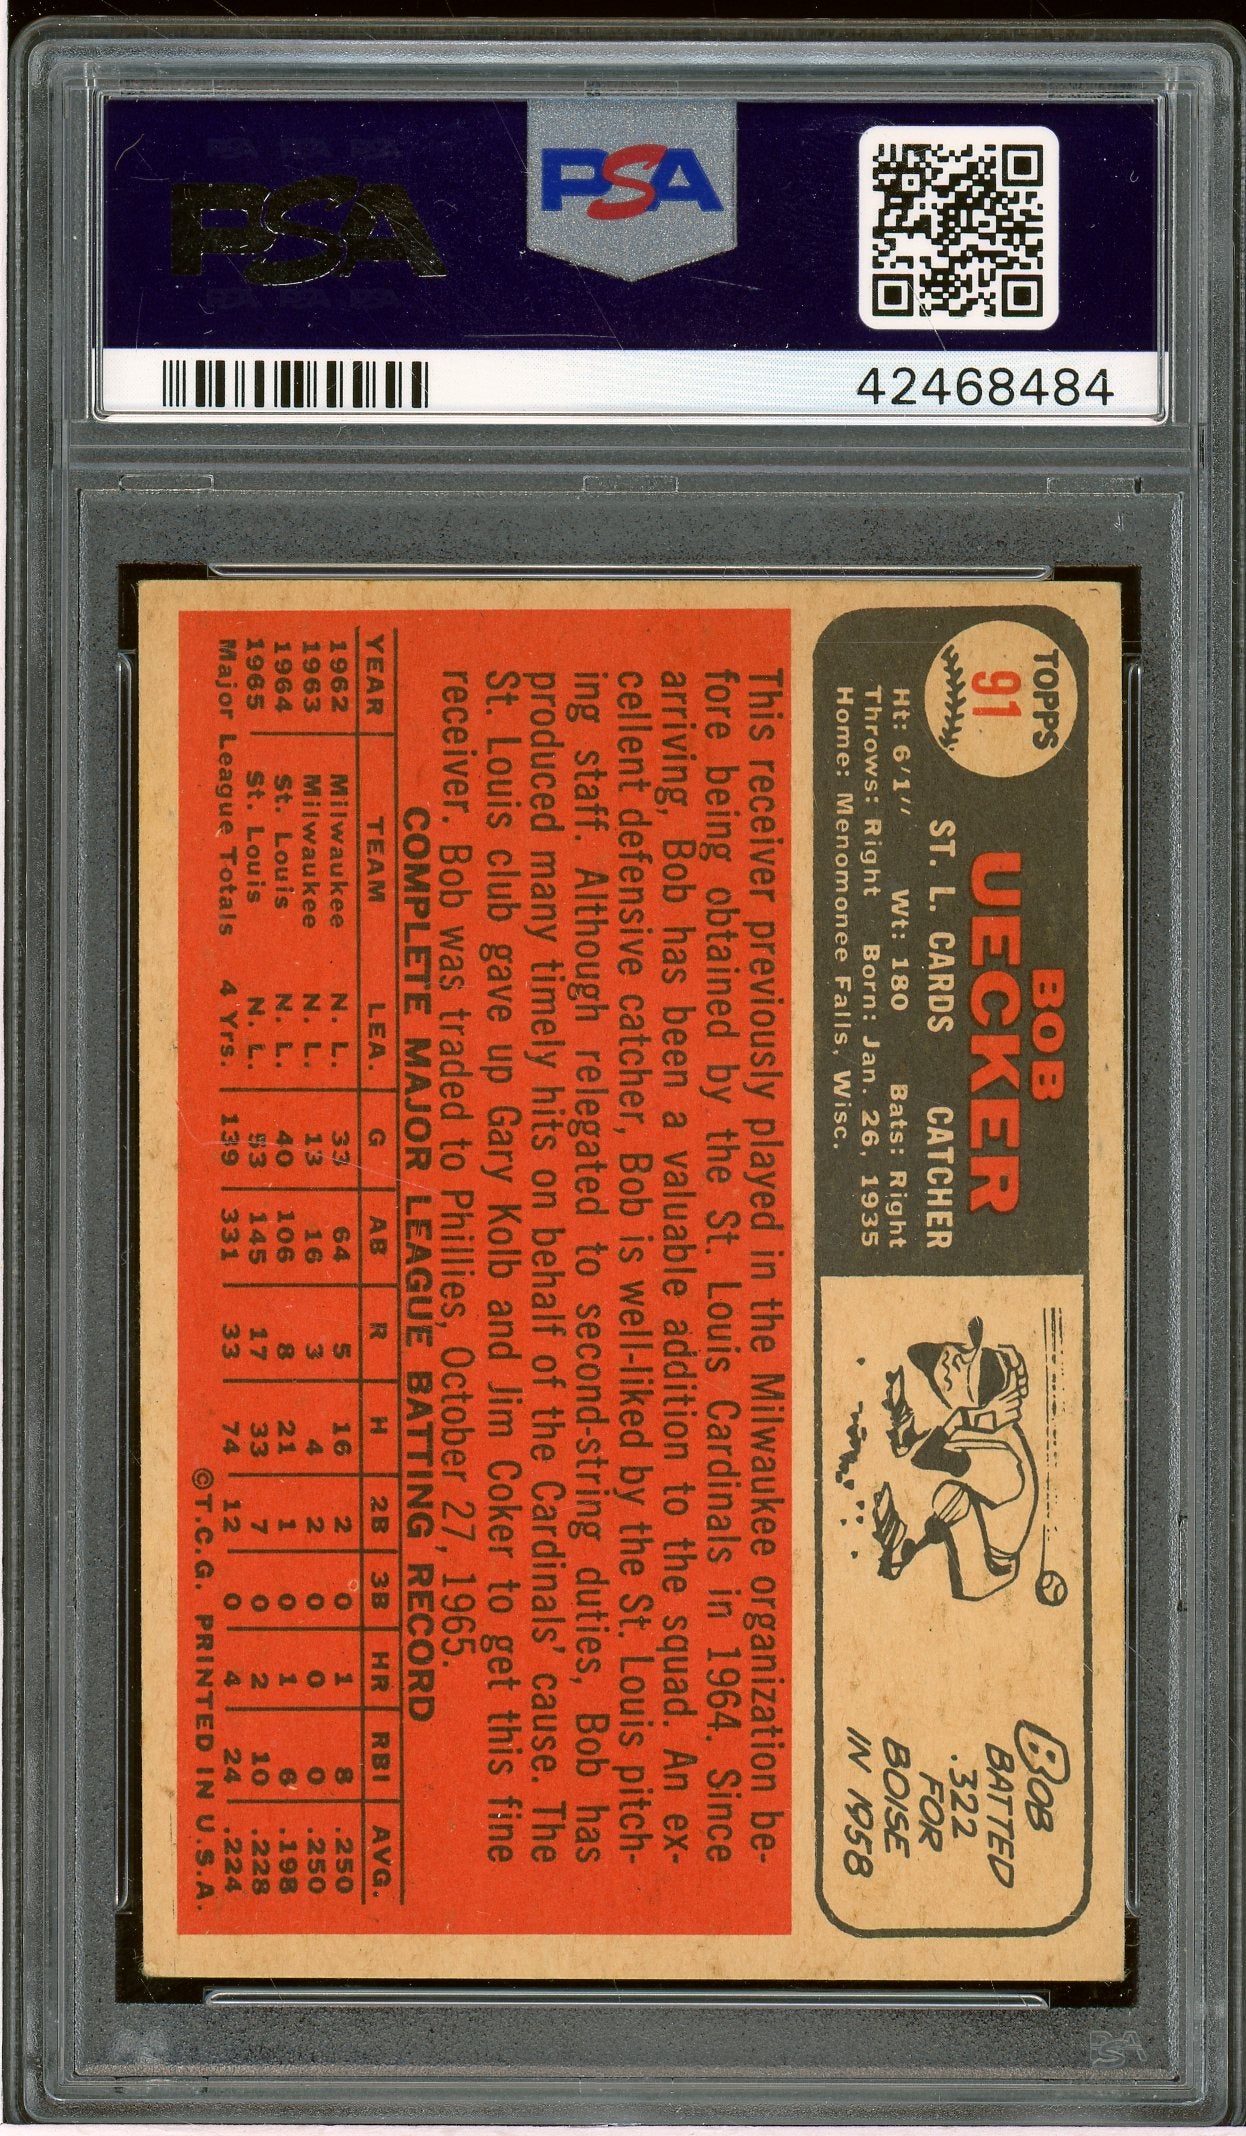 PSA
PSA
42468484
TOPPS
91
BOB
UECKER
ST. L. CARDS CATCHER
Ht: 6'1" Wt: 180 Bats: Right
Throws: Right Born: Jan. 26, 1935
Home: Menomonee Falls, Wisc.
BOB
BATTED
.322
FOR
BOISE
IN 1958
This receiver previously played in the Milwaukee organization be-
fore being obtained by the St. Louis Cardinals in 1964. Since
arriving, Bob has been a valuable addition to the squad. An ex-
cellent defensive catcher, Bob is well-liked by the St. Louis pitch-
ing staff. Although relegated to second-string duties, Bob has
produced many timely hits on behalf of the Cardinals' cause. The
St. Louis club gave up Gary Kolb and Jim Coker to get this fine
receiver. Bob was traded to Phillies, October 27, 1965.
COMPLETE MAJOR LEAGUE BATTING RECORD
YEAR TEAM LEA. G AB R H 2B 3B HR RBI AVG.
1962 Milwaukee N. L. 33 64 5 16 2 0 1 8 .250
1963 Milwaukee N. L. 13 16 3 4 2 0 0 0 .250
1964 St. Louis N. L. 40 106 8 21 1 0 1 6 .198
1965 St. Louis N. L. 53 145 17 33 7 0 2 10 .228
Major League Totals 4 Yrs. 139 331 33 74 12 0 4 24 .224
©T.C.G. PRINTED IN U.S.A.
PSA